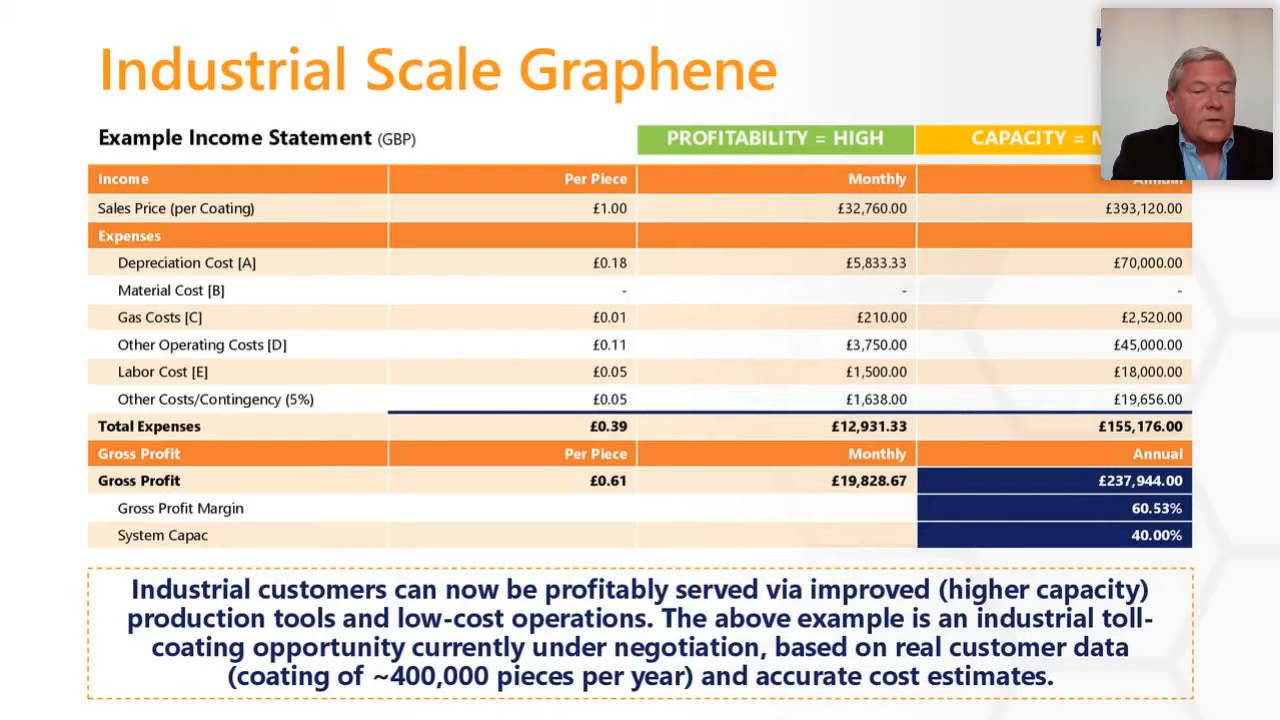 Industrial Scale Graphene
Example Income Statement (GBP) PROFITABILITY = HIGH CAPACITY =
Income Per Piece Monthly Annual
Sales Price (per Coating) £1.00 £32,760.00 £393,120.00
Expenses
Depreciation Cost [A] £0.18 £5,833.33 £70,000.00
Material Cost [B] - - -
Gas Costs [C] £0.01 £210.00 £2,520.00
Other Operating Costs [D] £0.11 £3,750.00 £45,000.00
Labor Cost [E] £0.05 £1,500.00 £18,000.00
Other Costs/Contingency (5%) £0.05 £1,638.00 £19,656.00
Total Expenses £0.39 £12,931.33 £155,176.00
Gross Profit Per Piece Monthly Annual
Gross Profit £0.61 £19,828.67 £237,944.00
Gross Profit Margin 60.53%
System Capac 40.00%
Industrial customers can now be profitably served via improved (higher capacity)
production tools and low-cost operations. The above example is an industrial toll-
coating opportunity currently under negotiation, based on real customer data
(coating of ~400,000 pieces per year) and accurate cost estimates.